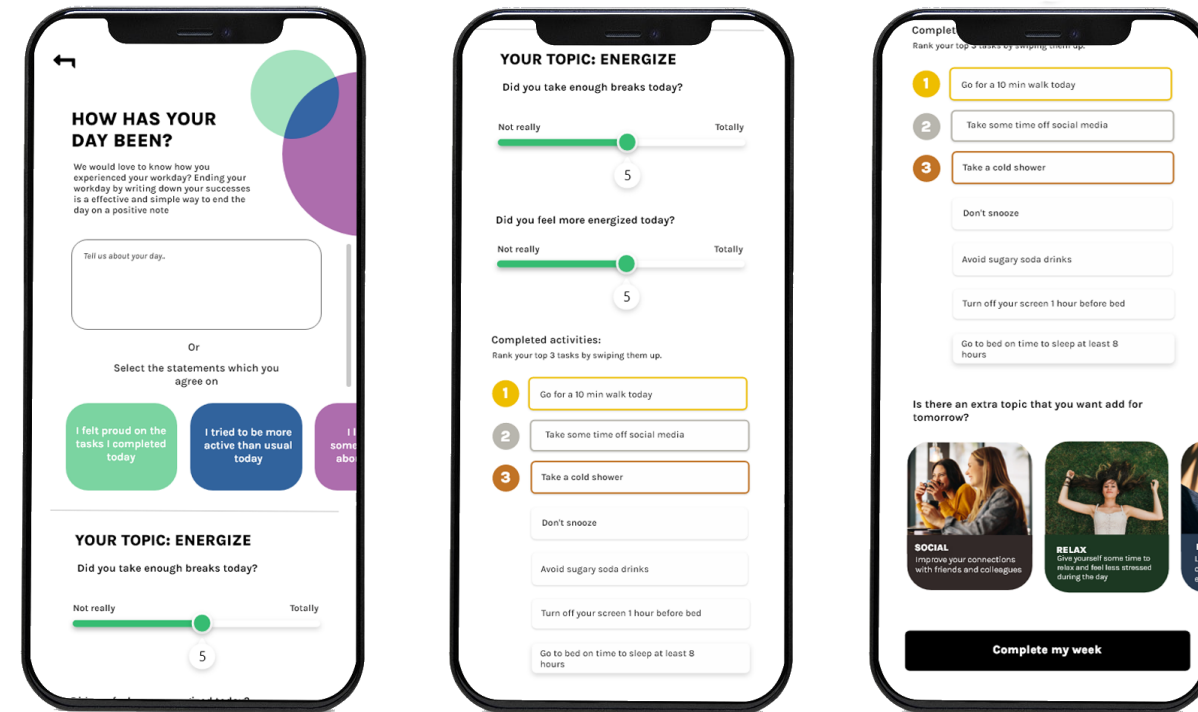 HOW HAS YOUR
DAY BEEN?
We would love to know how you
experienced your workday? Ending your
workday by writing down your successes
is a effective and simple way to end the
day on a positive note
Tell us about your day..
Or
Select the statements which you
agree on
I felt proud on the
tasks I completed
today
I tried to be more
active than usual
today
some
abo
YOUR TOPIC: ENERGIZE
Did you take enough breaks today?
Not really Totally
5
YOUR TOPIC: ENERGIZE
Did you take enough breaks today?
Not really Totally
5
Did you feel more energized today?
Not really Totally
5
Completed activities:
Rank your top 3 tasks by swiping them up.
1 Go for a 10 min walk today
2 Take some time off social media
3 Take a cold shower
Don't snooze
Avoid sugary soda drinks
Turn off your screen 1 hour before bed
Go to bed on time to sleep at least 8
hours
Complet
Rank your top 3 tasks by swiping them up.
1 Go for a 10 min walk today
2 Take some time off social media
3 Take a cold shower
Don't snooze
Avoid sugary soda drinks
Turn off your screen 1 hour before bed
Go to bed on time to sleep at least 8
hours
Is there an extra topic that you want add for
tomorrow?
SOCIAL
Improve your connections
with friends and colleagues
RELAX
Give yourself some time to
relax and feel less stressed
during the day
Complete my week